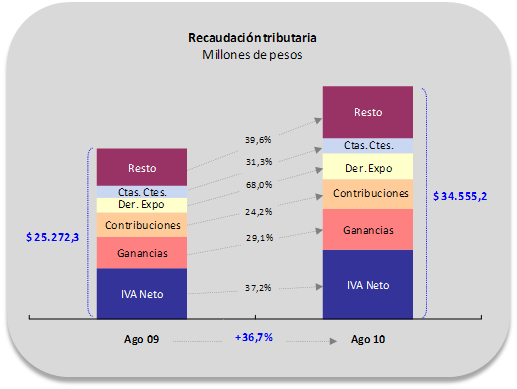 Recaudación tributaria
Millones de pesos
Resto
39,6%
Resto
Ctas. Ctes.
31,3%
Ctas. Ctes.
Der. Expo
68,0%
Der. Expo
Contribuciones
24,2%
Contribuciones
$ 25.272,3
$ 34.555,2
Ganancias
29,1%
Ganancias
IVA Neto
37,2%
IVA Neto
Ago 09
+36,7%
Ago 10